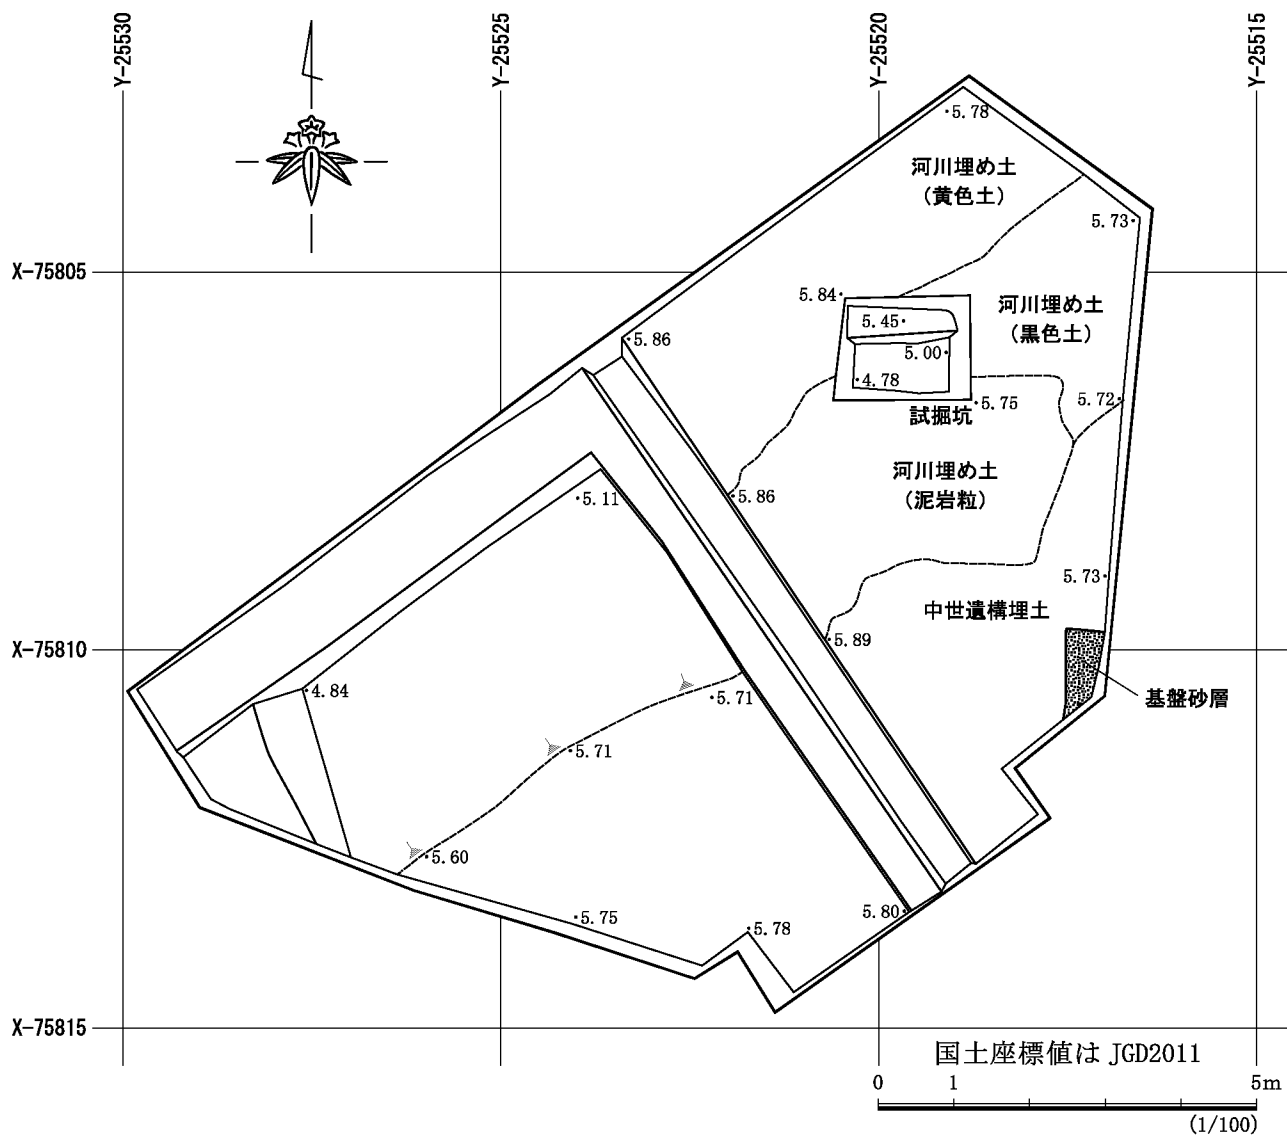 Y-25530
Y-25525
Y-25520
Y-25515
5.78
河川埋め土
(黄色土)
5.73
X-75805
5.84
河川埋め土
(黒色土)
5.45
5.86
5.00
4.78
5.72
5.75
試掘坑
河川埋め土
(泥岩粒)
5.11
5.86
5.73
中世遺構埋土
5.89
X-75810
4.84
5.71
基盤砂層
5.71
5.60
5.75
5.80
5.78
X-75815
国土座標値は JGD2011
0 1 5m
(1/100)